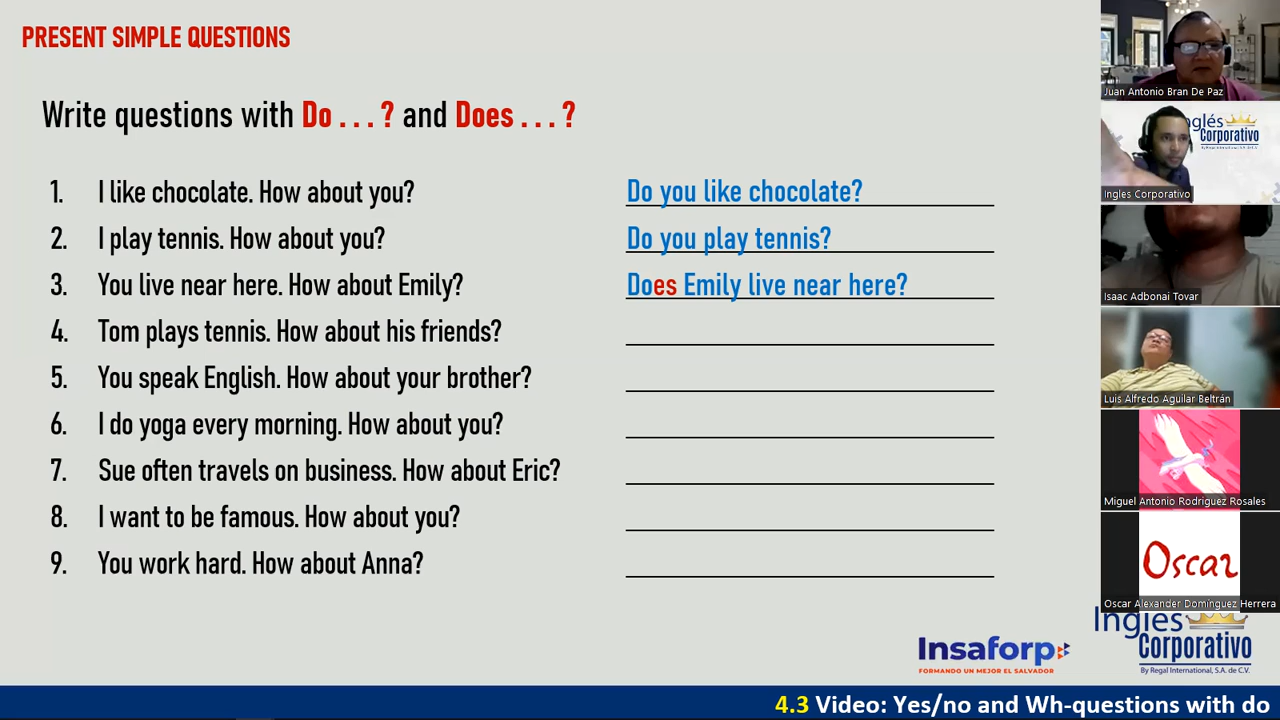 PRESENT SIMPLE QUESTIONS
Write questions with Do . . . ? and Does . . . ?
1. I like chocolate. How about you? Do you like chocolate?
2. I play tennis. How about you? Do you play tennis?
3. You live near here. How about Emily? Does Emily live near here?
4. Tom plays tennis. How about his friends?
5. You speak English. How about your brother?
6. I do yoga every morning. How about you?
7. Sue often travels on business. How about Eric?
8. I want to be famous. How about you?
9. You work hard. How about Anna?
Juan Antonio Bran De Paz
nglés
Corporativo
Ingles Corporativo
Isaac Adbonai Tovar
Luis Alfredo Aguilar Beltrán
Miguel Antonio Rodriguez Rosales
Oscar
Oscar Alexander Domínguez Herrera
Insaforp
FORMANDO UN MEJOR EL SALVADOR
Inglés
Corporativo
By Regal International, S.A. de C.V.
4.3 Video: Yes/no and Wh-questions with do